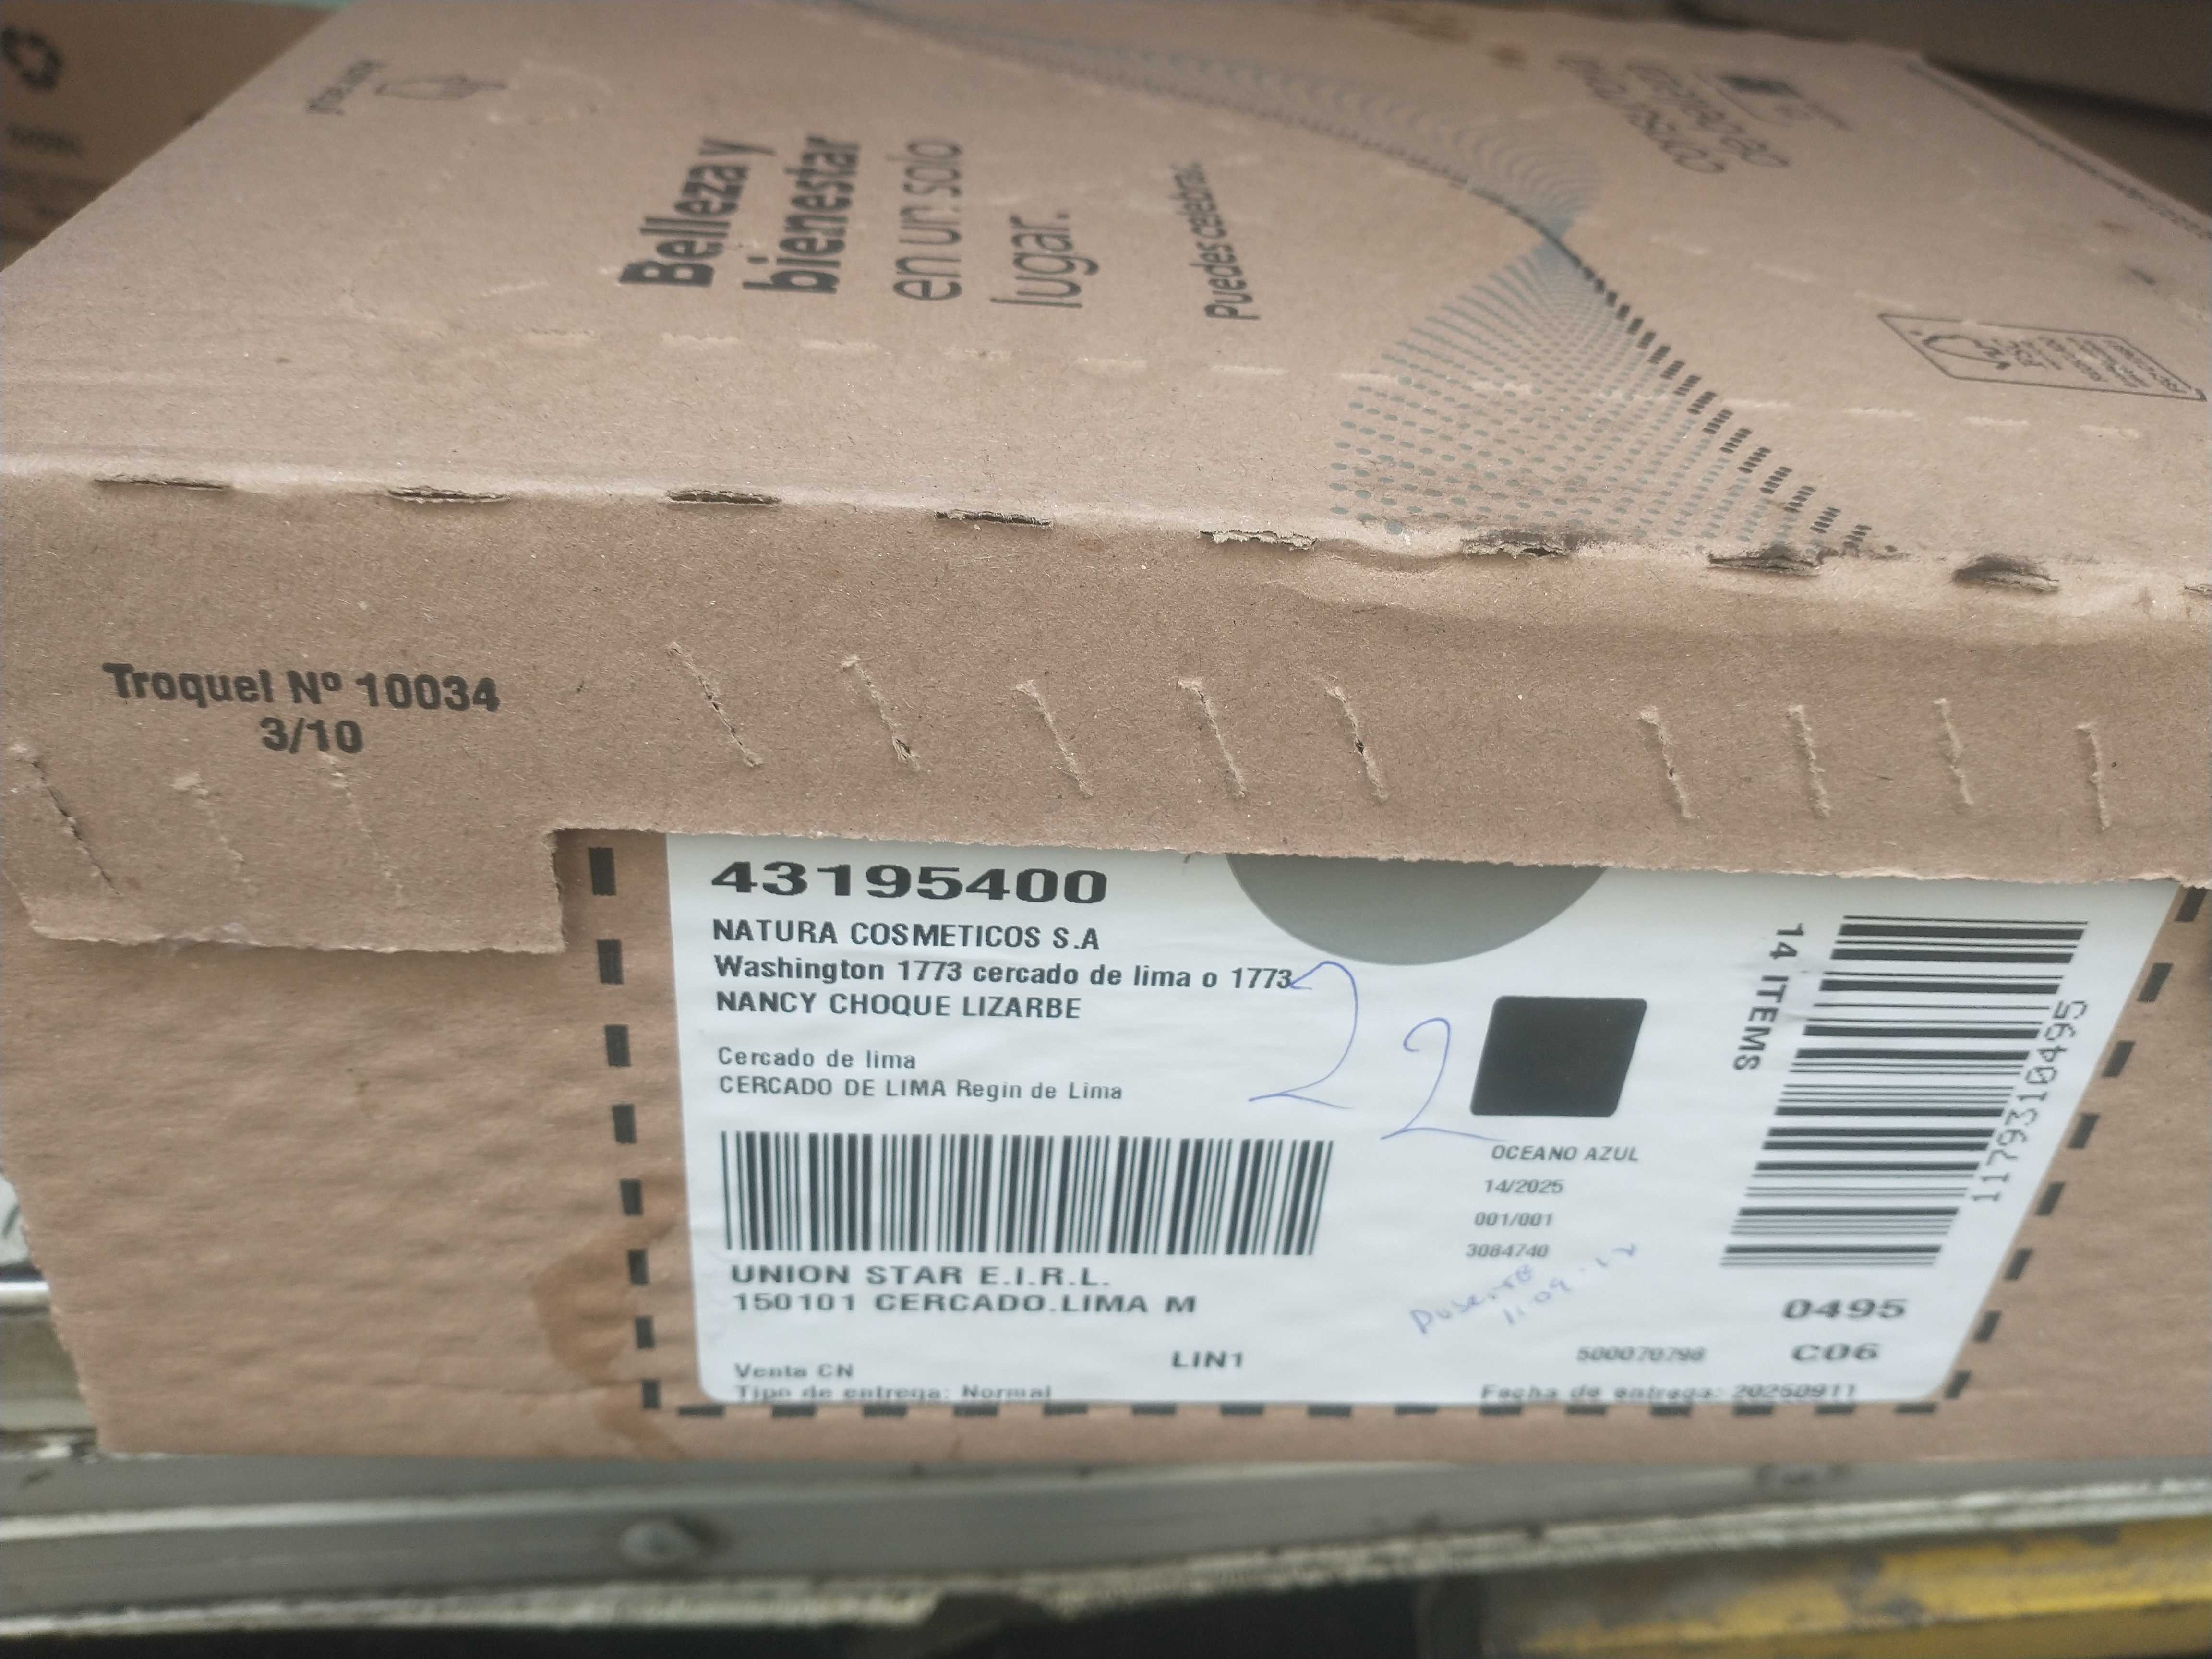 Belleza y
bienestar
en un solo
lugar.
Puedes celebrar.
Troquel Nº 10034
3/10
43195400
NATURA COSMETICOS S.A
Washington 1773 cercado de lima o 1773
NANCY CHOQUE LIZARBE
Cercado de lima
CERCADO DE LIMA Regin de Lima
22
14 ITEMS
1179310495
OCEANO AZUL
14/2025
001/001
3084740
UNION STAR E.I.R.L.
150101 CERCADO.LIMA M
0495
Venta CN
LIN1
500070798
C06
Tipo de entrega: Normal
Fecha de entrega: 20250911